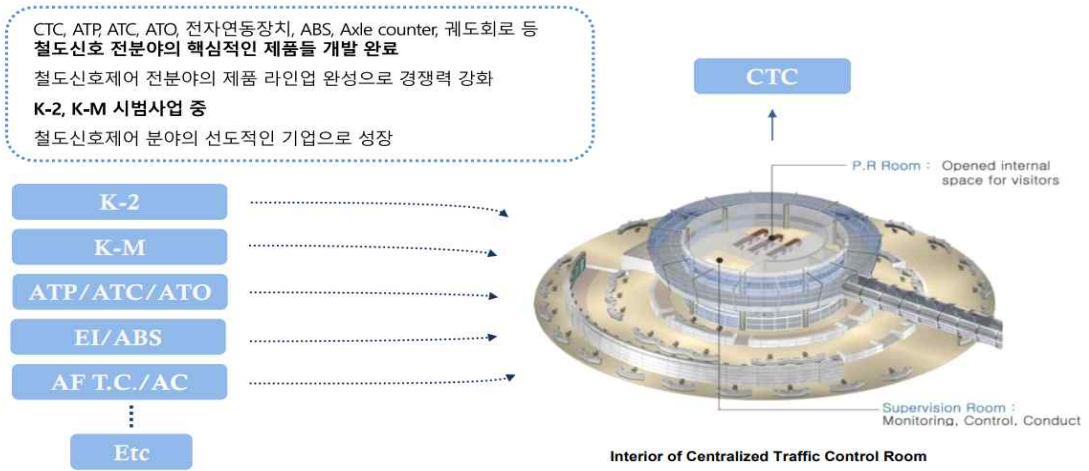 CTC, ATP, ATC, ATO, 전자연동장치, ABS, Axle counter, 궤도회로 등
철도신호 전분야의 핵심적인 제품들 개발 완료
철도신호제어 전분야의 제품 라인업 완성으로 경쟁력 강화
K-2, K-M 시범사업 중
철도신호제어 분야의 선도적인 기업으로 성장
CTC
P.R Room : Opened internal
space for visitors
K-2
K-M
ATP/ATC/ATO
EI/ABS
AF T.C./AC
Etc
Supervision Room :
Monitoring, Control, Conduct
Interior of Centralized Traffic Control Room